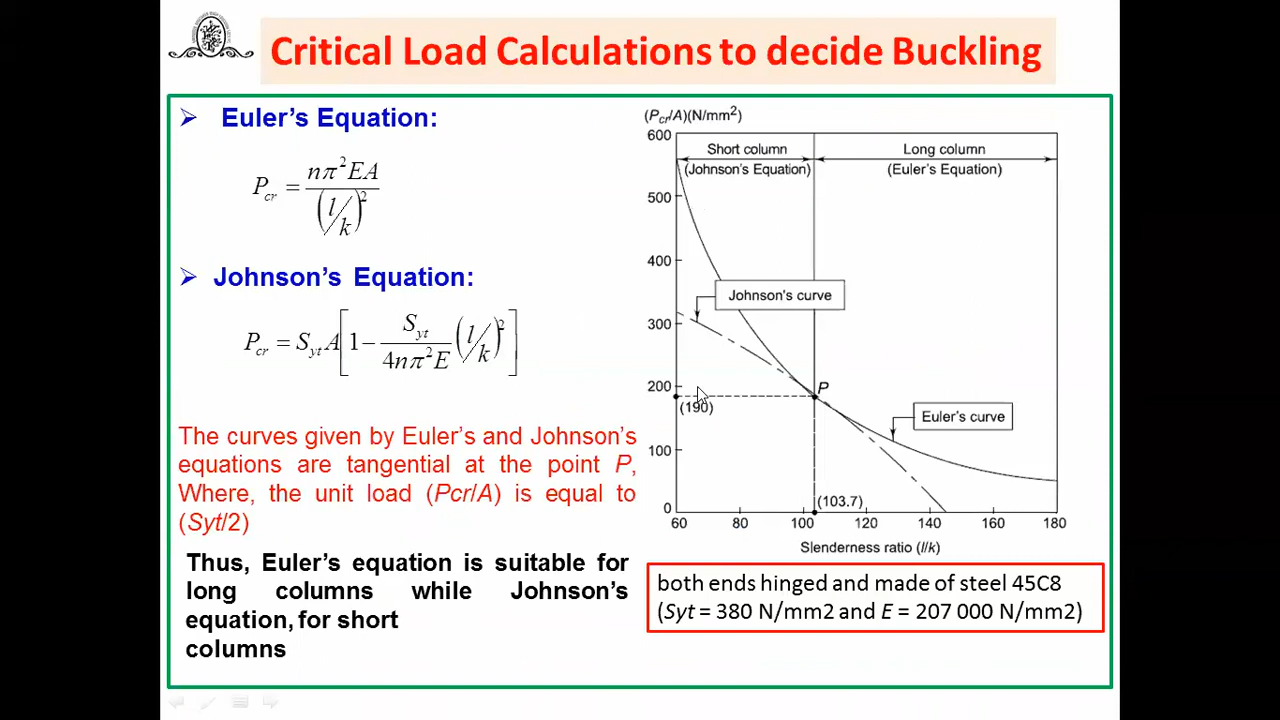 Critical Load Calculations to decide Buckling
➢ Euler's Equation:
P_cr = nπ²EA / (l/k)²
➢ Johnson's Equation:
P_cr = S_yt A [1 − S_yt / 4nπ²E (l/k)²]
The curves given by Euler's and Johnson's
equations are tangential at the point P,
Where, the unit load (Pcr/A) is equal to
(Syt/2)
Thus, Euler's equation is suitable for
long columns while Johnson's
equation, for short
columns
(P_cr/A)(N/mm²)
600
Short column
Long column
(Johnson's Equation)
(Euler's Equation)
500
400
Johnson's curve
300
200
P
(190)
Euler's curve
100
(103.7)
0
60 80 100 120 140 160 180
Slenderness ratio (l/k)
both ends hinged and made of steel 45C8
(Syt = 380 N/mm2 and E = 207 000 N/mm2)